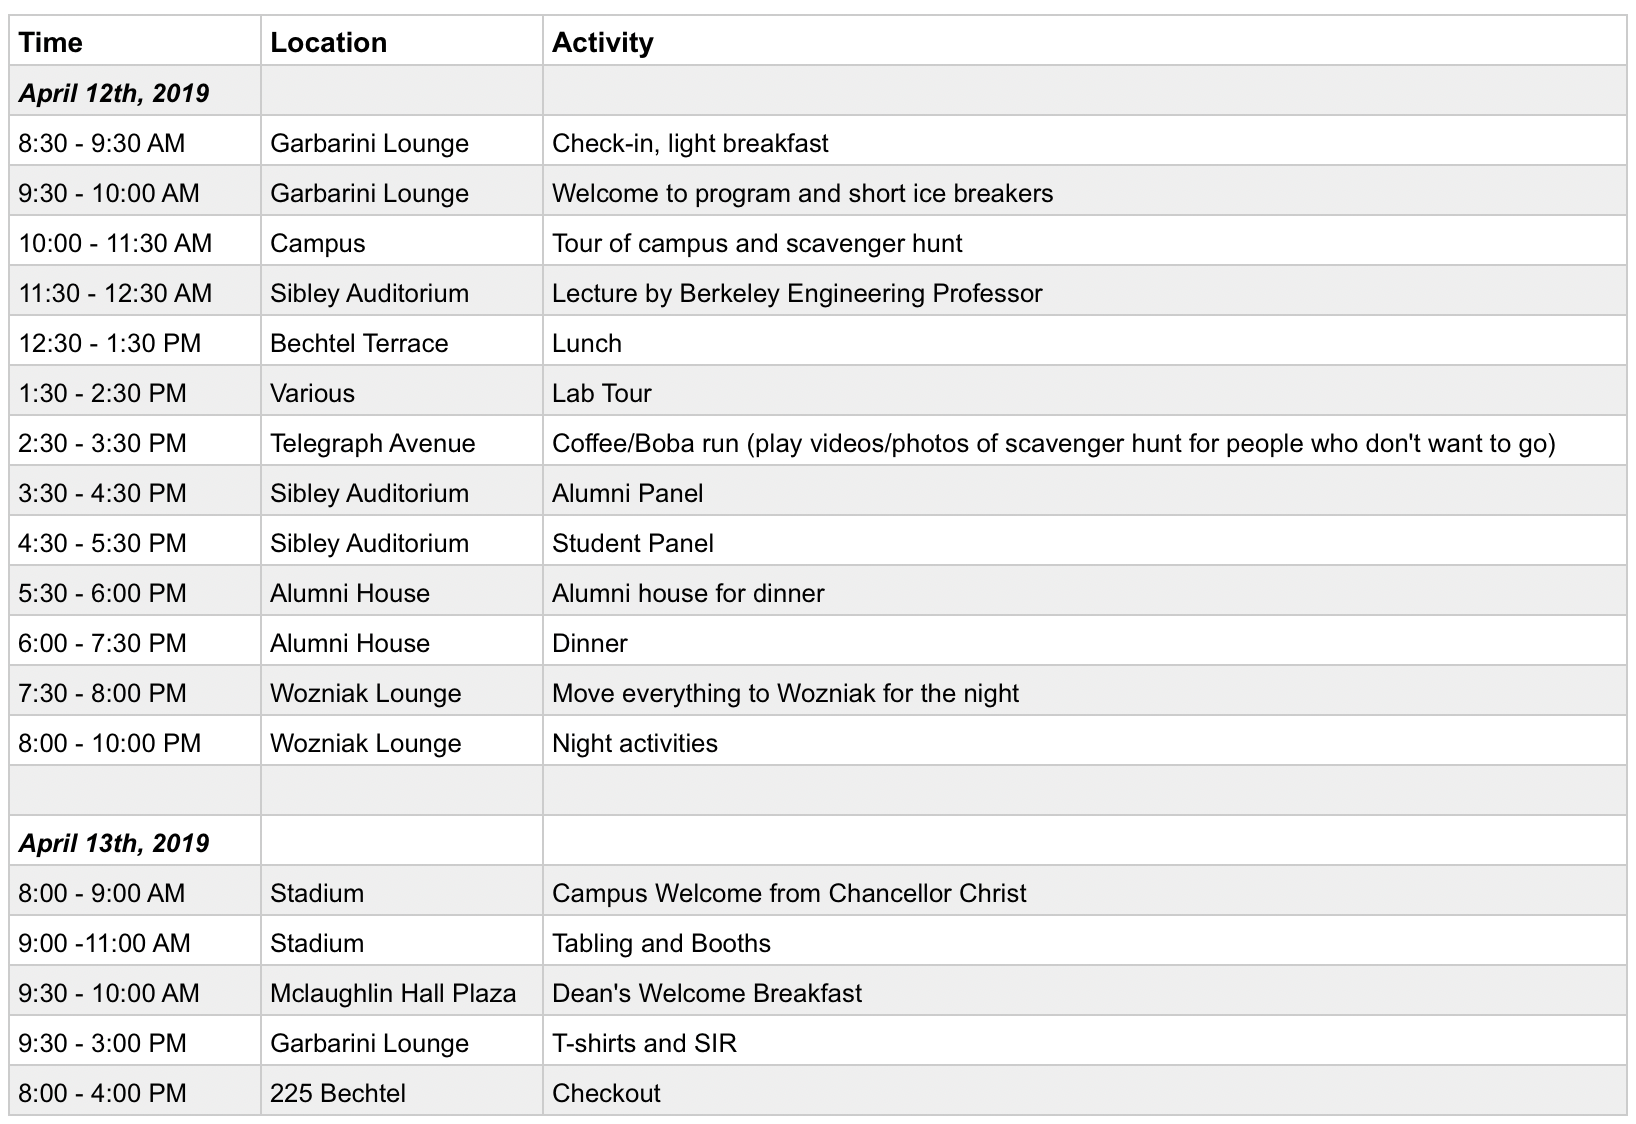 Time Location Activity
April 12th, 2019
8:30 - 9:30 AM Garbarini Lounge Check-in, light breakfast
9:30 - 10:00 AM Garbarini Lounge Welcome to program and short ice breakers
10:00 - 11:30 AM Campus Tour of campus and scavenger hunt
11:30 - 12:30 AM Sibley Auditorium Lecture by Berkeley Engineering Professor
12:30 - 1:30 PM Bechtel Terrace Lunch
1:30 - 2:30 PM Various Lab Tour
2:30 - 3:30 PM Telegraph Avenue Coffee/Boba run (play videos/photos of scavenger hunt for people who don't want to go)
3:30 - 4:30 PM Sibley Auditorium Alumni Panel
4:30 - 5:30 PM Sibley Auditorium Student Panel
5:30 - 6:00 PM Alumni House Alumni house for dinner
6:00 - 7:30 PM Alumni House Dinner
7:30 - 8:00 PM Wozniak Lounge Move everything to Wozniak for the night
8:00 - 10:00 PM Wozniak Lounge Night activities
April 13th, 2019
8:00 - 9:00 AM Stadium Campus Welcome from Chancellor Christ
9:00 -11:00 AM Stadium Tabling and Booths
9:30 - 10:00 AM Mclaughlin Hall Plaza Dean's Welcome Breakfast
9:30 - 3:00 PM Garbarini Lounge T-shirts and SIR
8:00 - 4:00 PM 225 Bechtel Checkout